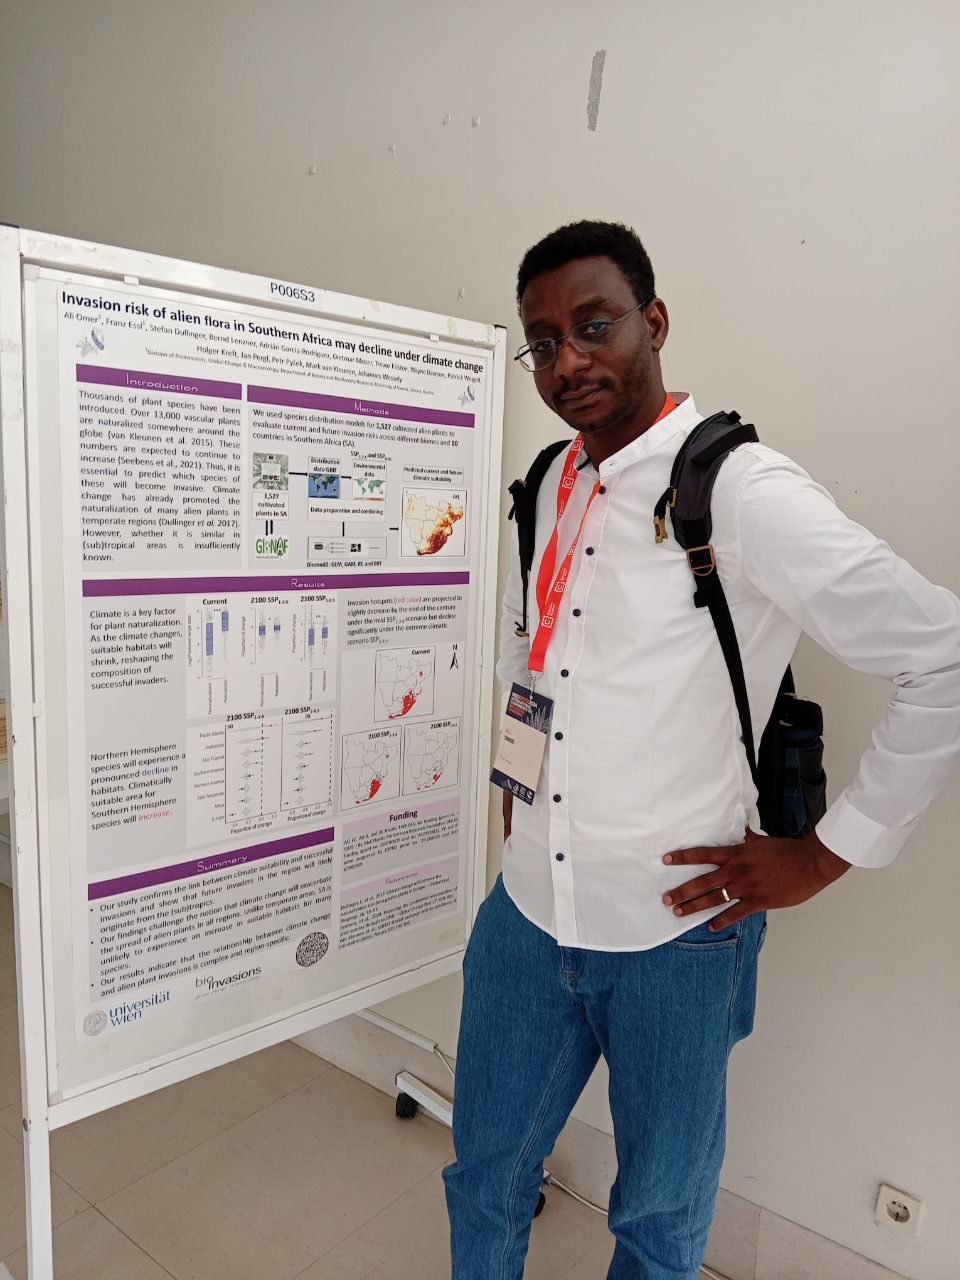 P006S3
Invasion risk of alien flora in Southern Africa may decline under climate change
Ali Omer¹, Franz Essl¹, Stefan Dullinger, Bernd Lenzner, Adrián García-Rodríguez, Dietmar Moser, Trevor Fristoe, Wayne Dawson, Patrick Weigelt,
Holger Kreft, Jan Pergl, Petr Pyšek, Mark van Kleunen, Johannes Wessely
¹Division of BioInvasions, Global Change & Macroecology, Department of Botany and Biodiversity Research University of Vienna, Vienna, Austria
Introduction
Thousands of plant species have been
introduced. Over 13,000 vascular plants
are naturalized somewhere around the
globe (van Kleunen et al. 2015). These
numbers are expected to continue to
increase (Seebens et al., 2021). Thus, it is
essential to predict which species of
these will become invasive. Climate
change has already promoted the
naturalization of many alien plants in
temperate regions (Dullinger et al. 2017).
However, whether it is similar in
(sub)tropical areas is insufficiently
known.
Methods
We used species distribution models for 1,527 cultivated alien plants to
evaluate current and future invasion risks across different biomes and 10
countries in Southern Africa (SA).
Distribution
data GBIF
Environmental
data
Predicted current and future
Climatic suitability
1,527
cultivated
plants in SA
Data preparation and combining
(a)
GloNAF
Biomod2: GLM, GAM, RF, and BRT
Results
Climate is a key factor
for plant naturalization.
As the climate changes,
suitable habitats will
shrink, reshaping the
composition of
successful invaders.
Current
2100 SSP1-2.6
2100 SSP5-8.5
Invasion hotspots (red color) are projected to
slightly decrease by the end of the century
under the mild SSP1-2.6 scenario but decline
significantly under the extreme climatic
scenario SSP5-8.5.
Current
N
2100 SSP1-2.6
2100 SSP5-8.5
Northern Hemisphere
species will experience a
pronounced decline in
habitats. Climatically
suitable area for
Southern Hemisphere
species will increase.
2100 SSP1-2.6
2100 SSP5-8.5
(a)
(b)
Pacific Islands
Australasia
Asia Tropical
Southern America
Northern America
Asia Temperate
Africa
Europe
Proportion of change
Proportion of change
Summary
• Our study confirms the link between climate suitability and successful
invasions and show that future invaders in the region will likely
originate from the (sub)tropics.
• Our findings challenge the notion that climate change will exacerbate
the spread of alien plants in all regions. Unlike temperate areas, SA is
unlikely to experience an increase in suitable habitats for many
species.
• Our results indicate that the relationship between climate change
and alien plant invasions is complex and region-specific.
Funding
References
universität
wien
bioinvasions